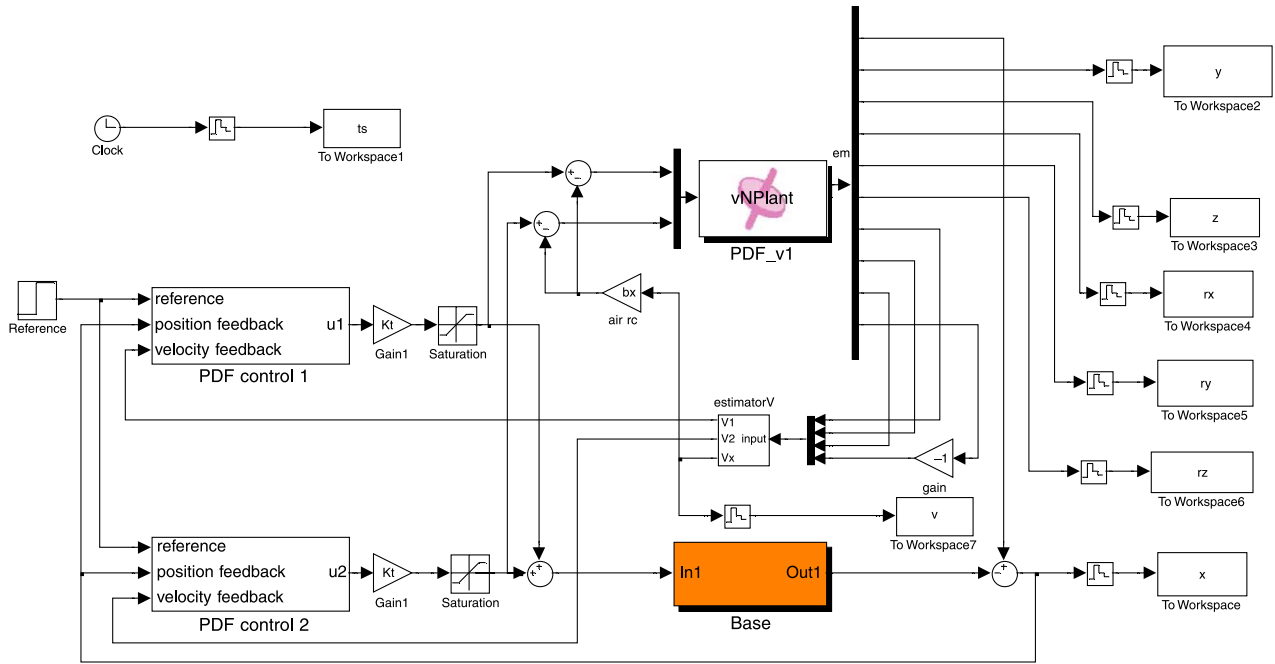 y
To Workspace2
ts
Clock
To Workspace1
em
vNPlant
PDF_v1
z
To Workspace3
bx
air rc
rx
To Workspace4
Reference
reference
position feedback
velocity feedback
u1
PDF control 1
Kt
Gain1
Saturation
ry
To Workspace5
estimatorV
V1
V2
Vx
input
−1
gain
rz
To Workspace6
v
To Workspace7
reference
position feedback
velocity feedback
u2
PDF control 2
Kt
Gain1
Saturation
In1
Out1
Base
x
To Workspace